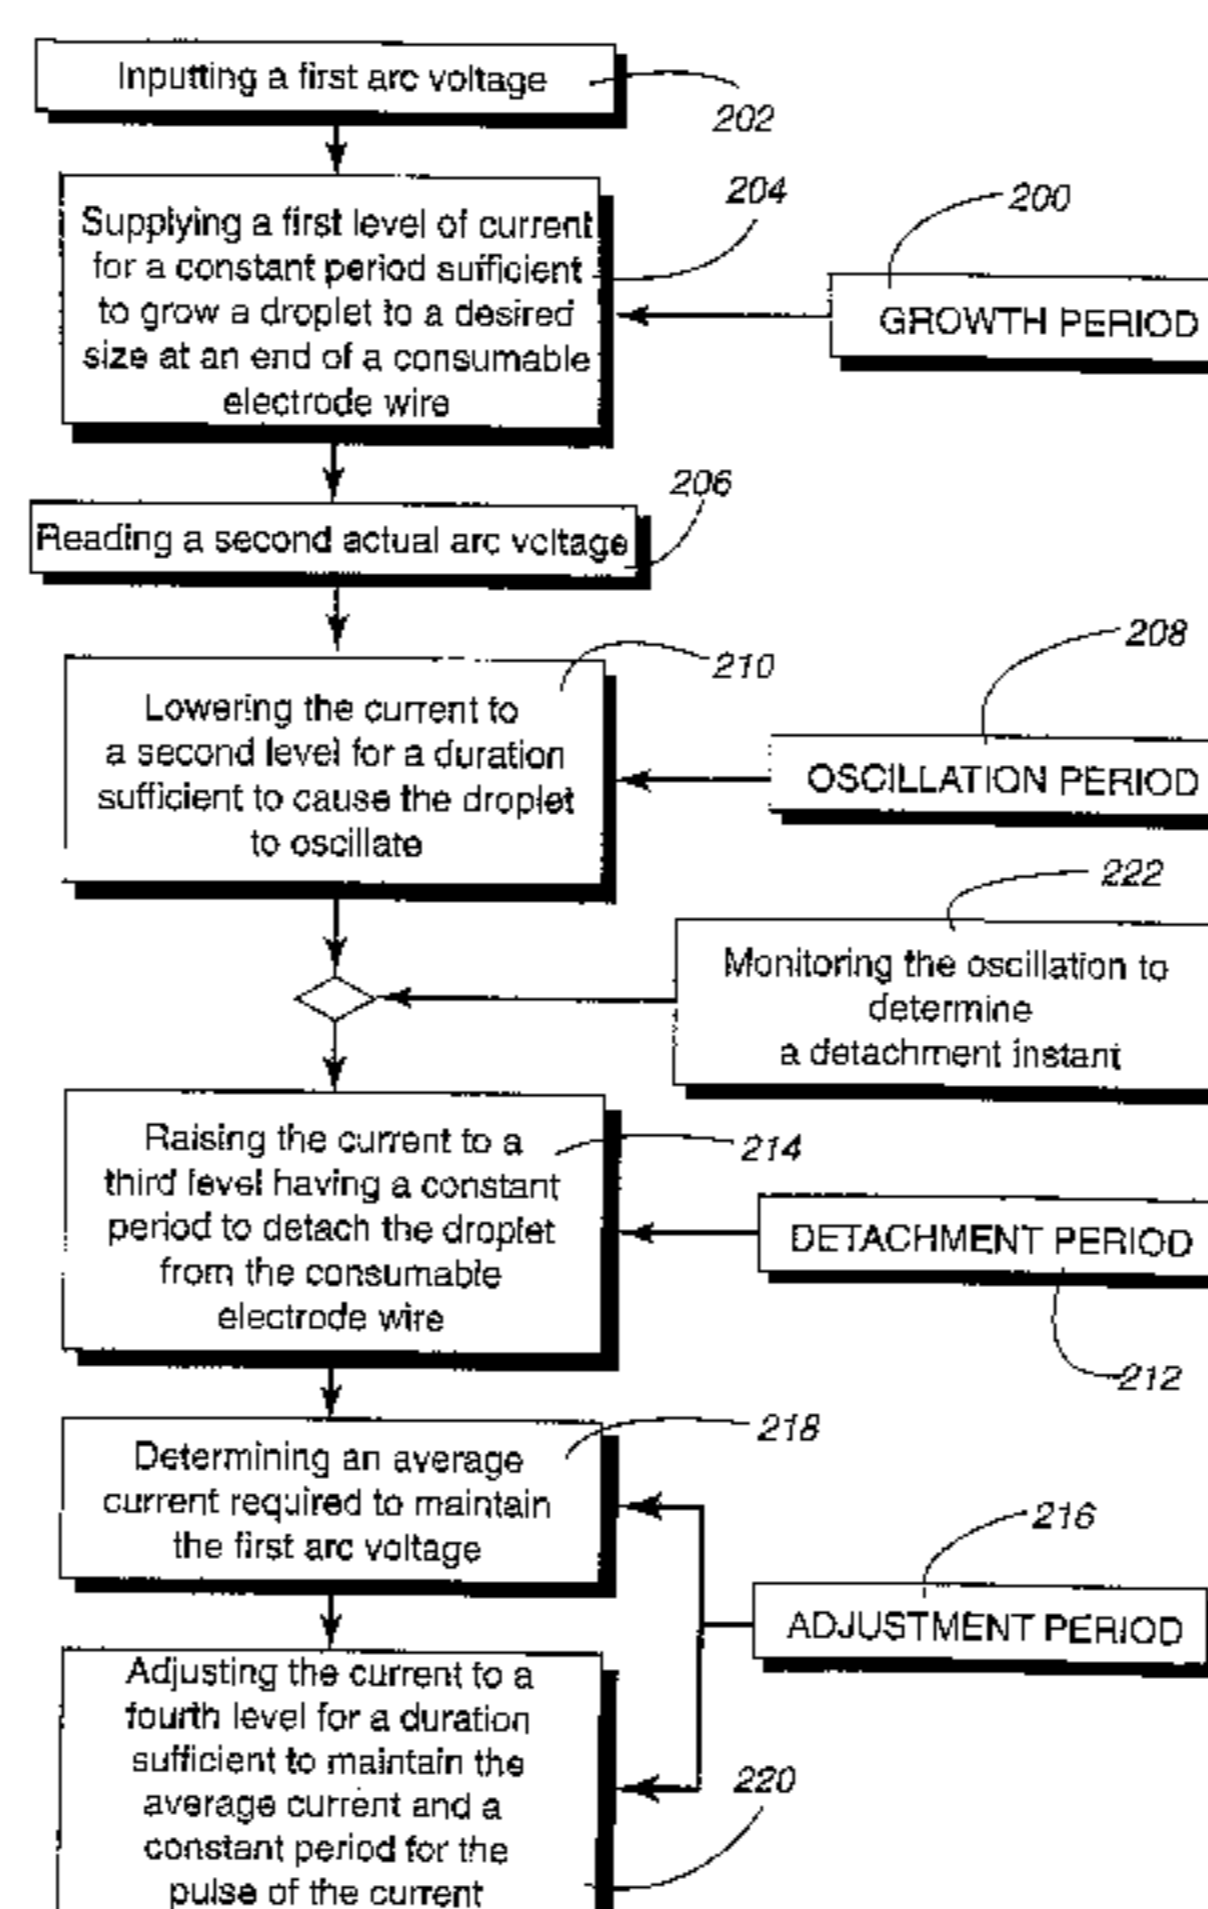 Inputting a first arc voltage
202
Supplying a first level of current
for a constant period sufficient
to grow a droplet to a desired
size at an end of a consumable
electrode wire
204
200
GROWTH PERIOD
206
Reading a second actual arc voltage
208
210
Lowering the current to
a second level for a duration
sufficient to cause the droplet
to oscillate
OSCILLATION PERIOD
222
Monitoring the oscillation to
determine
a detachment instant
Raising the current to a
third level having a constant
period to detach the droplet
from the consumable
electrode wire
214
DETACHMENT PERIOD
212
218
Determining an average
current required to maintain
the first arc voltage
216
ADJUSTMENT PERIOD
Adjusting the current to a
fourth level for a duration
sufficient to maintain the
average current and a
constant period for the
pulse of the current
220